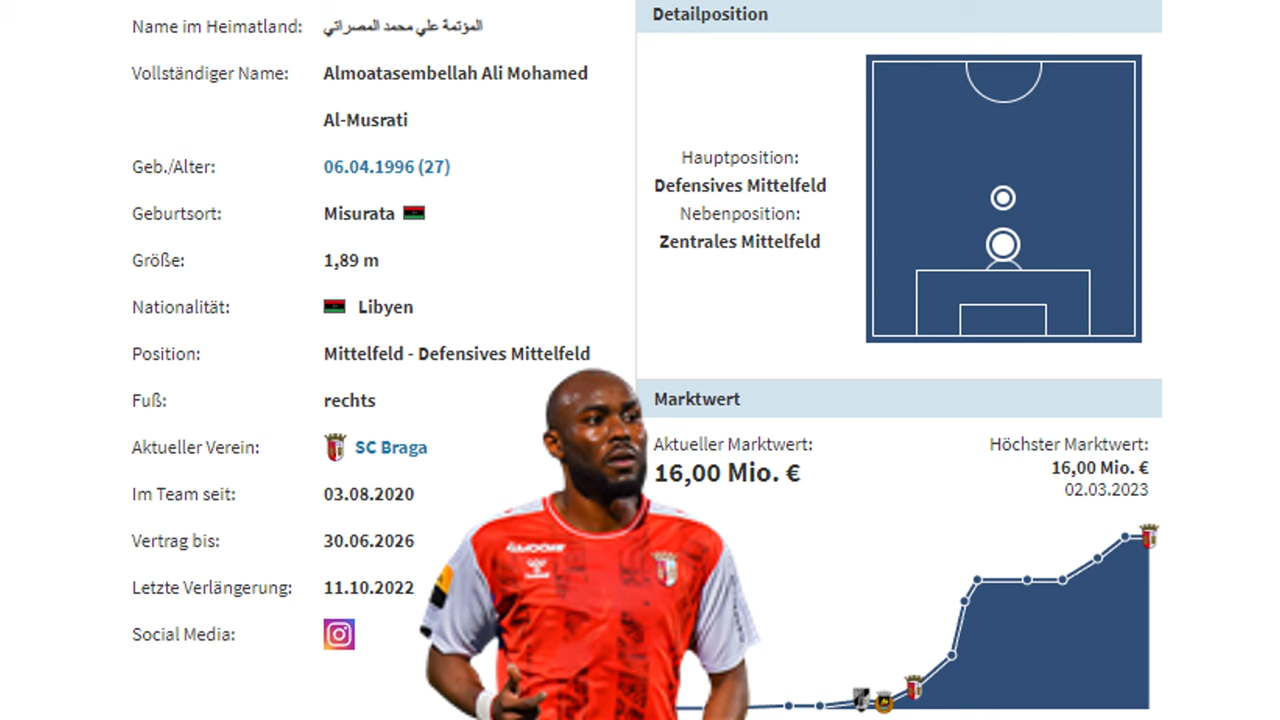 Name im Heimatland: المؤتمة علي محمد المصراتي
Vollständiger Name: Almoatasembellah Ali Mohamed
Al-Musrati
Geb./Alter: 06.04.1996 (27)
Geburtsort: Misurata
Größe: 1,89 m
Nationalität: Libyen
Position: Mittelfeld - Defensives Mittelfeld
Fuß: rechts
Aktueller Verein: SC Braga
Im Team seit: 03.08.2020
Vertrag bis: 30.06.2026
Letzte Verlängerung: 11.10.2022
Social Media:
Detailposition
Hauptposition:
Defensives Mittelfeld
Nebenposition:
Zentrales Mittelfeld
Marktwert
Aktueller Marktwert:
16,00 Mio. €
Höchster Marktwert:
16,00 Mio. €
02.03.2023